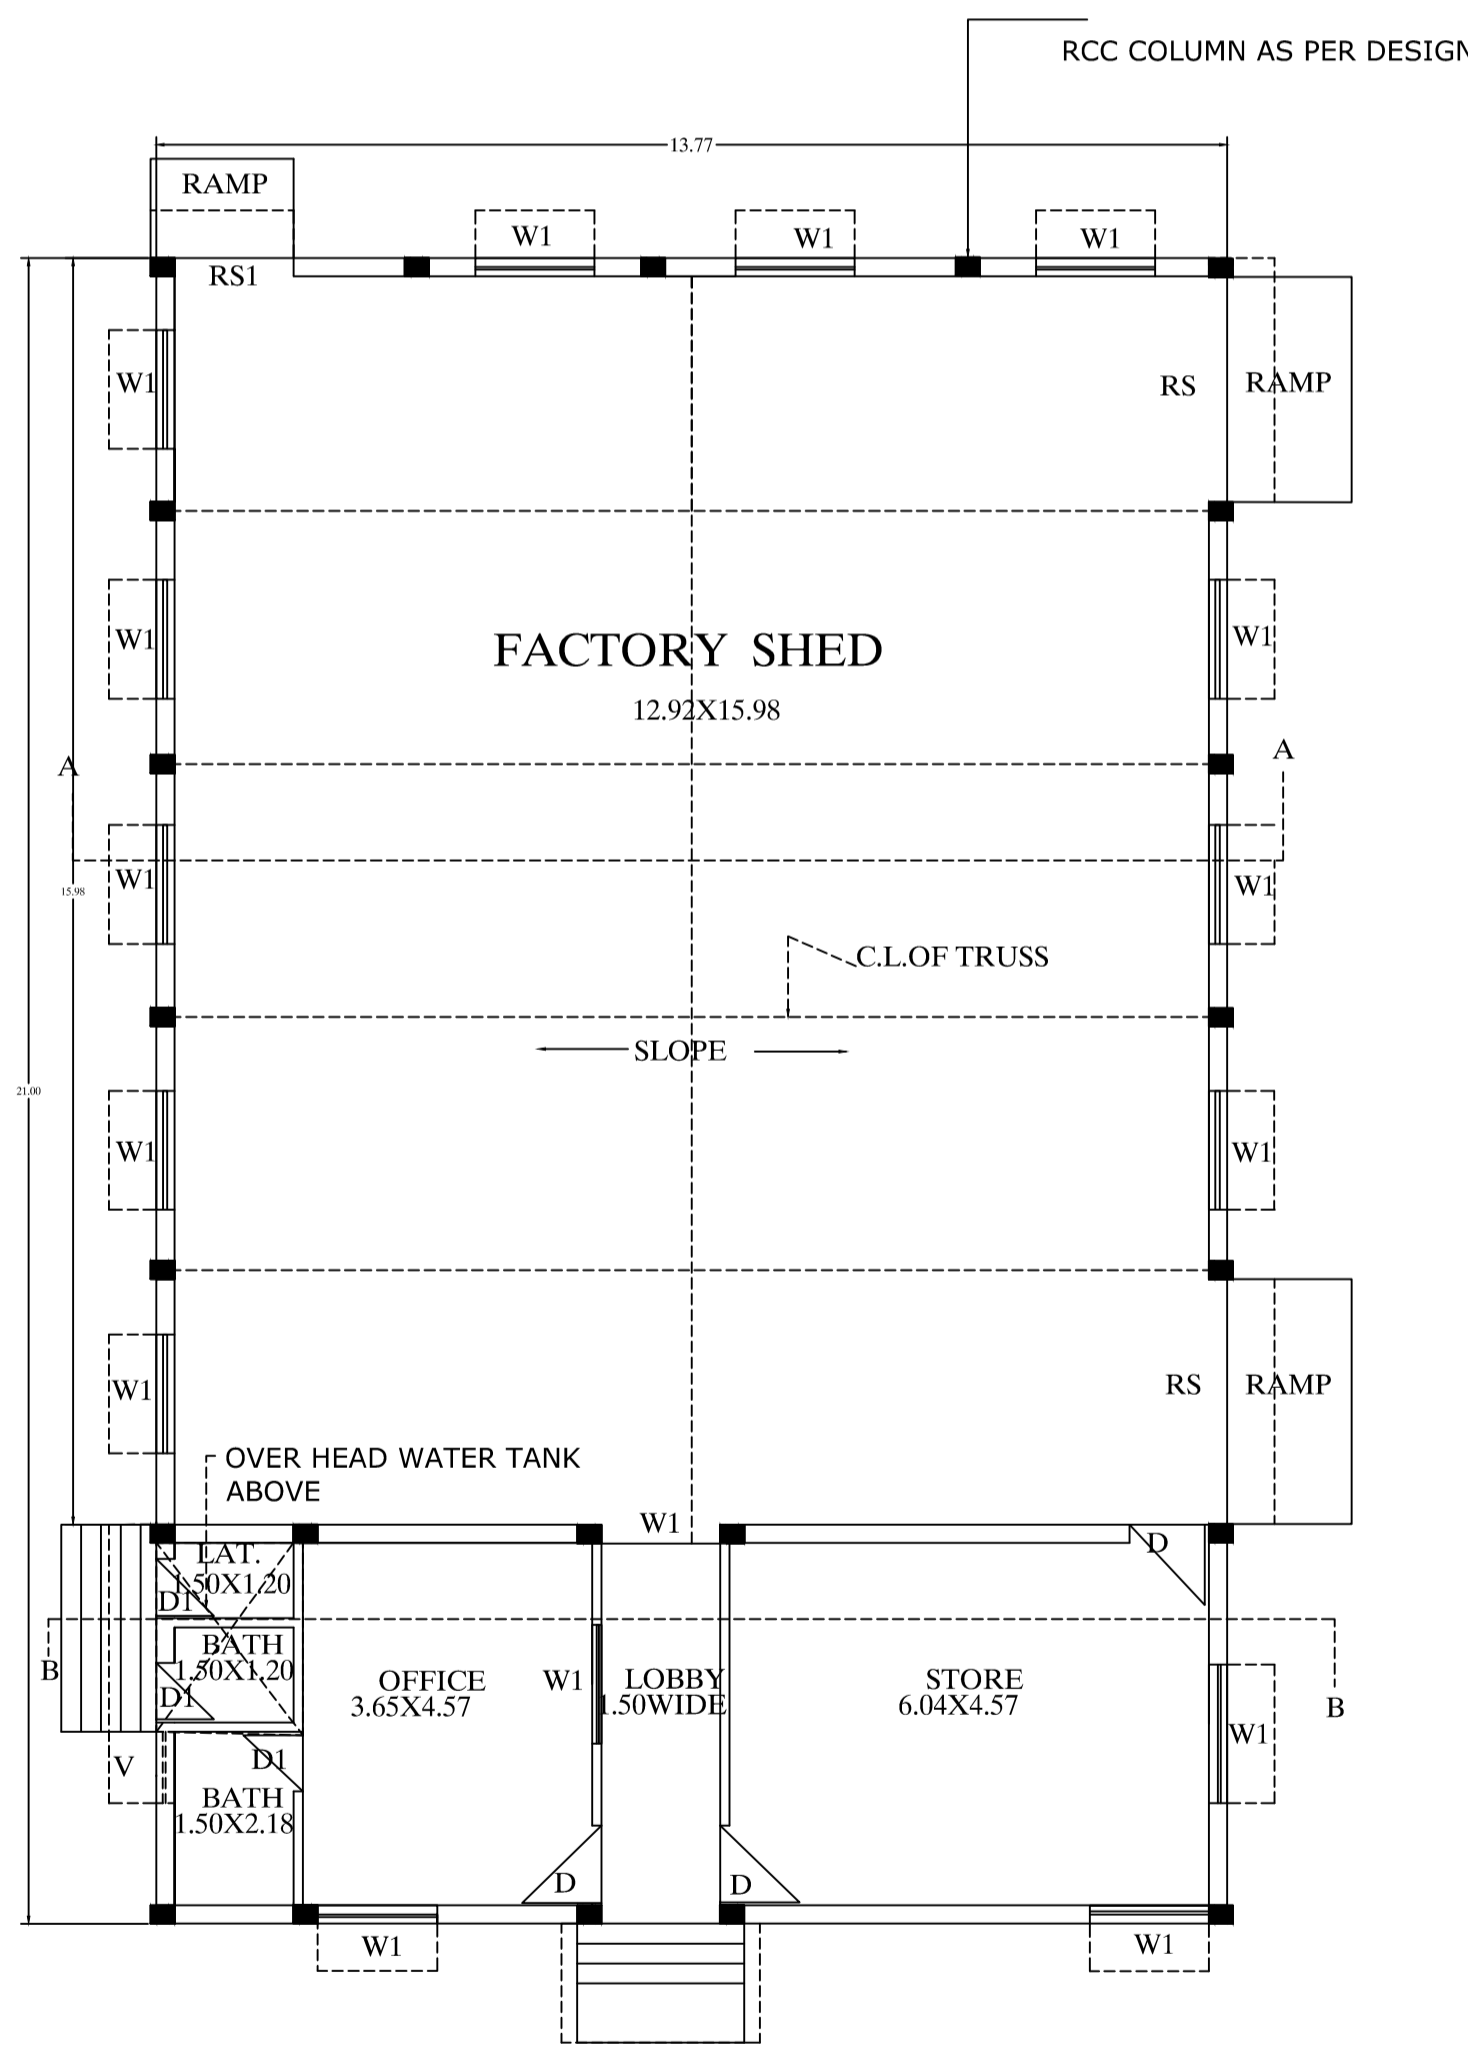 RCC COLUMN AS PER DESIGN
13.77
RAMP
W1
W1
W1
RS1
W1
RS
RAMP
FACTORY SHED
12.92X15.98
W1
W1
A
A
15.98
W1
W1
C.L.OF TRUSS
SLOPE
21.00
W1
W1
W1
RS
RAMP
OVER HEAD WATER TANK
ABOVE
W1
D
LAT.
1.50X1.20
D1
BATH
1.50X1.20
B
D1
OFFICE
3.65X4.57
W1
LOBBY
1.50WIDE
STORE
6.04X4.57
B
W1
V
D1
BATH
1.50X2.18
D
D
W1
W1